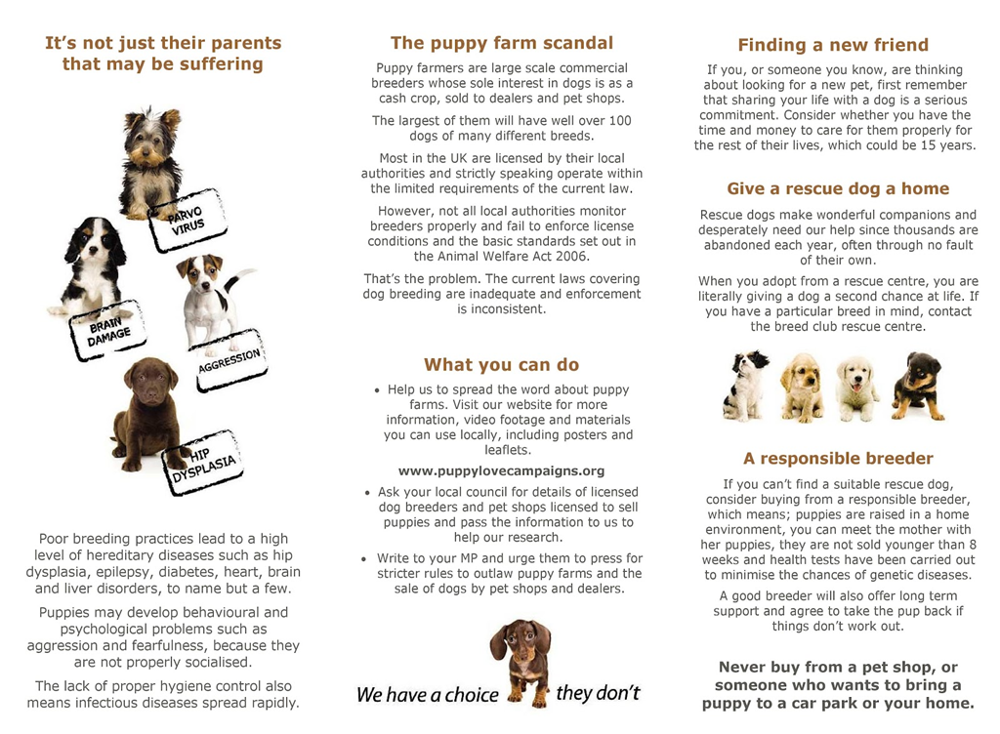 It's not just their parents
that may be suffering
PARVO
VIRUS
BRAIN
DAMAGE
AGGRESSION
HIP
DYSPLASIA
Poor breeding practices lead to a high
level of hereditary diseases such as hip
dysplasia, epilepsy, diabetes, heart, brain
and liver disorders, to name but a few.
Puppies may develop behavioural and
psychological problems such as
aggression and fearfulness, because they
are not properly socialised.
The lack of proper hygiene control also
means infectious diseases spread rapidly.
The puppy farm scandal
Puppy farmers are large scale commercial
breeders whose sole interest in dogs is as a
cash crop, sold to dealers and pet shops.
The largest of them will have well over 100
dogs of many different breeds.
Most in the UK are licensed by their local
authorities and strictly speaking operate within
the limited requirements of the current law.
However, not all local authorities monitor
breeders properly and fail to enforce license
conditions and the basic standards set out in
the Animal Welfare Act 2006.
That's the problem. The current laws covering
dog breeding are inadequate and enforcement
is inconsistent.
What you can do
• Help us to spread the word about puppy
farms. Visit our website for more
information, video footage and materials
you can use locally, including posters and
leaflets.
www.puppylovecampaigns.org
• Ask your local council for details of licensed
dog breeders and pet shops licensed to sell
puppies and pass the information to us to
help our research.
• Write to your MP and urge them to press for
stricter rules to outlaw puppy farms and the
sale of dogs by pet shops and dealers.
We have a choice they don't
Finding a new friend
If you, or someone you know, are thinking
about looking for a new pet, first remember
that sharing your life with a dog is a serious
commitment. Consider whether you have the
time and money to care for them properly for
the rest of their lives, which could be 15 years.
Give a rescue dog a home
Rescue dogs make wonderful companions and
desperately need our help since thousands are
abandoned each year, often through no fault
of their own.
When you adopt from a rescue centre, you are
literally giving a dog a second chance at life. If
you have a particular breed in mind, contact
the breed club rescue centre.
A responsible breeder
If you can't find a suitable rescue dog,
consider buying from a responsible breeder,
which means; puppies are raised in a home
environment, you can meet the mother with
her puppies, they are not sold younger than 8
weeks and health tests have been carried out
to minimise the chances of genetic diseases.
A good breeder will also offer long term
support and agree to take the pup back if
things don't work out.
Never buy from a pet shop, or
someone who wants to bring a
puppy to a car park or your home.